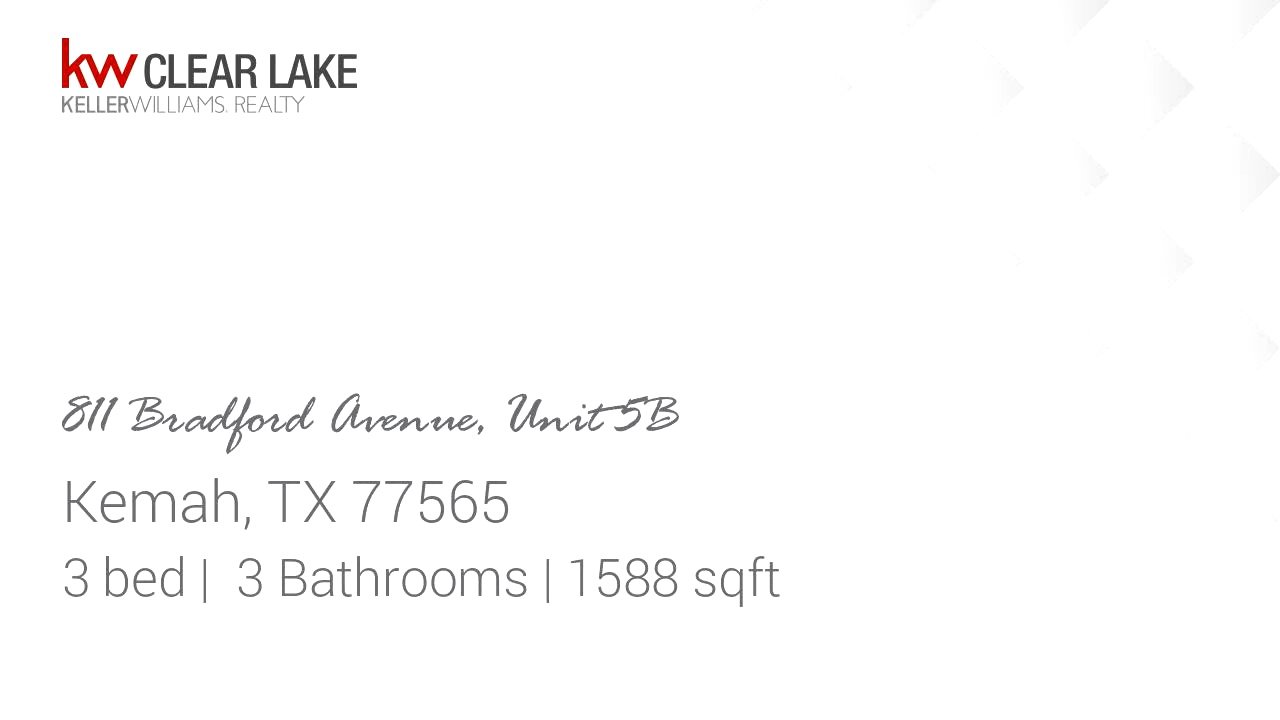 kw CLEAR LAKE
KELLERWILLIAMS. REALTY
811 Bradford Avenue, Unit 5B
Kemah, TX 77565
3 bed | 3 Bathrooms | 1588 sqft